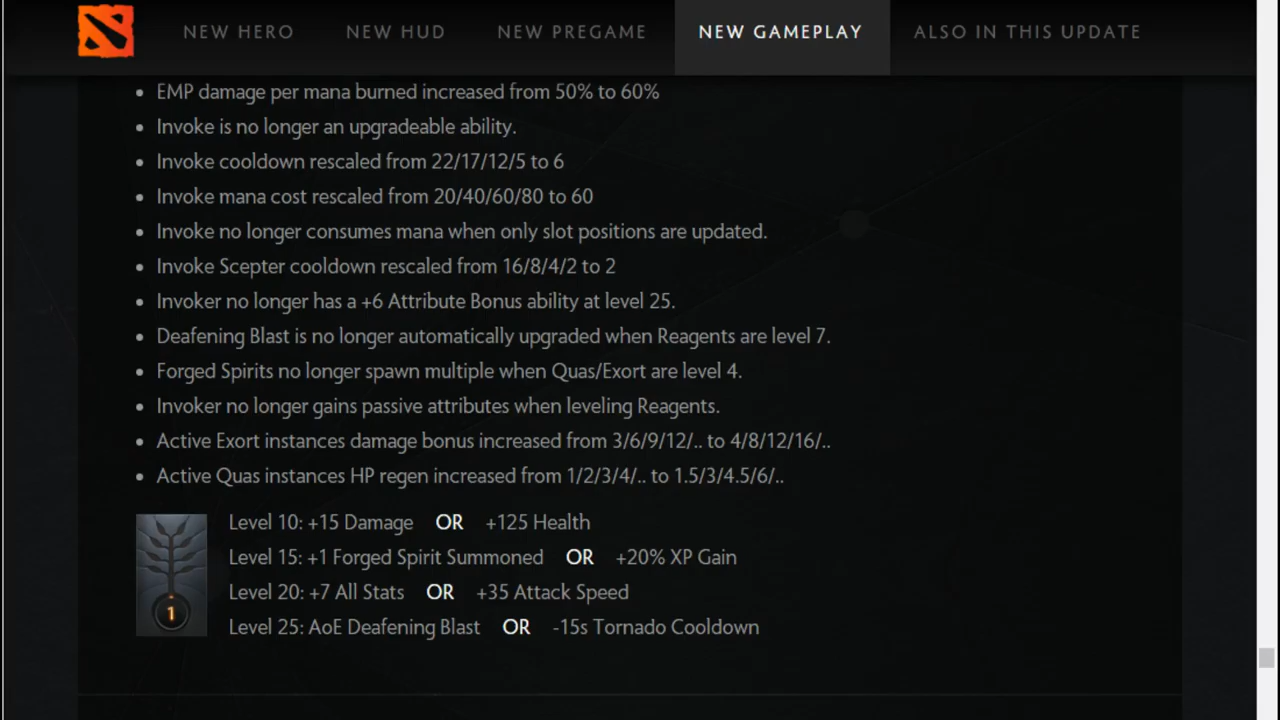 NEW HERO NEW HUD NEW PREGAME NEW GAMEPLAY ALSO IN THIS UPDATE
• EMP damage per mana burned increased from 50% to 60%
• Invoke is no longer an upgradeable ability.
• Invoke cooldown rescaled from 22/17/12/5 to 6
• Invoke mana cost rescaled from 20/40/60/80 to 60
• Invoke no longer consumes mana when only slot positions are updated.
• Invoke Scepter cooldown rescaled from 16/8/4/2 to 2
• Invoker no longer has a +6 Attribute Bonus ability at level 25.
• Deafening Blast is no longer automatically upgraded when Reagents are level 7.
• Forged Spirits no longer spawn multiple when Quas/Exort are level 4.
• Invoker no longer gains passive attributes when leveling Reagents.
• Active Exort instances damage bonus increased from 3/6/9/12/.. to 4/8/12/16/..
• Active Quas instances HP regen increased from 1/2/3/4/.. to 1.5/3/4.5/6/..
Level 10: +15 Damage OR +125 Health
Level 15: +1 Forged Spirit Summoned OR +20% XP Gain
Level 20: +7 All Stats OR +35 Attack Speed
1
Level 25: AoE Deafening Blast OR -15s Tornado Cooldown